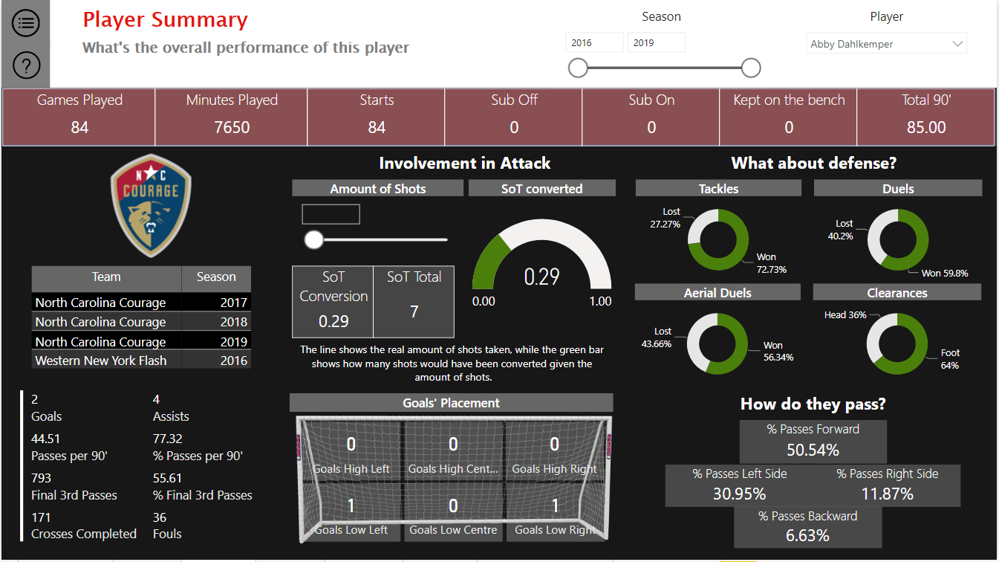 Player Summary
What's the overall performance of this player
Season
2016
2019
Player
Abby Dahlkemper
?
Games Played
84
Minutes Played
7650
Starts
84
Sub Off
0
Sub On
0
Kept on the bench
0
Total 90'
85.00
N C
COURAGE
Team Season
North Carolina Courage 2017
North Carolina Courage 2018
North Carolina Courage 2019
Western New York Flash 2016
2
Goals
4
Assists
44.51
Passes per 90'
77.32
% Passes per 90'
793
Final 3rd Passes
55.61
% Final 3rd Passes
171
Crosses Completed
36
Fouls
Involvement in Attack
Amount of Shots
SoT converted
SoT
Conversion
0.29
SoT Total
7
0.29
0.00
1.00
The line shows the real amount of shots taken, while the green bar
shows how many shots would have been converted given the
amount of shots.
Goals' Placement
0
Goals High Left
0
Goals High Cent...
0
Goals High Right
1
Goals Low Left
0
Goals Low Centre
1
Goals Low Right
What about defense?
Tackles
Lost
27.27%
Won
72.73%
Duels
Lost
40.2%
Won 59.8%
Aerial Duels
Lost
43.66%
Won
56.34%
Clearances
Head 36%
Foot
64%
How do they pass?
% Passes Forward
50.54%
% Passes Left Side
30.95%
% Passes Right Side
11.87%
% Passes Backward
6.63%